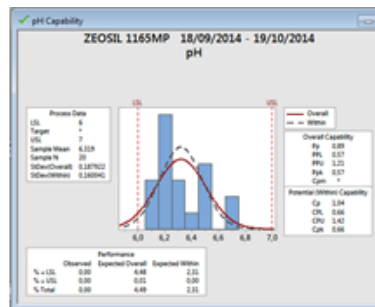 pH Capability
ZEOSIL 1165MP 18/09/2014 - 19/10/2014
pH
LSL
USL
Process Data
LSL 6
Target *
USL 7
Sample Mean 6,319
Sample N 20
StDev(Overall) 0,187922
StDev(Within) 0,160041
Overall
Within
Overall Capability
Pp 0,89
PPL 0,57
PPU 1,21
Ppk 0,57
Cpm *
Potential (Within) Capability
Cp 1,04
CPL 0,66
CPU 1,42
Cpk 0,66
6,0 6,2 6,4 6,6 6,8 7,0
Performance
Observed Expected Overall Expected Within
% < LSL 0,00 4,48 2,31
% > USL 0,00 0,01 0,00
% Total 0,00 4,49 2,31